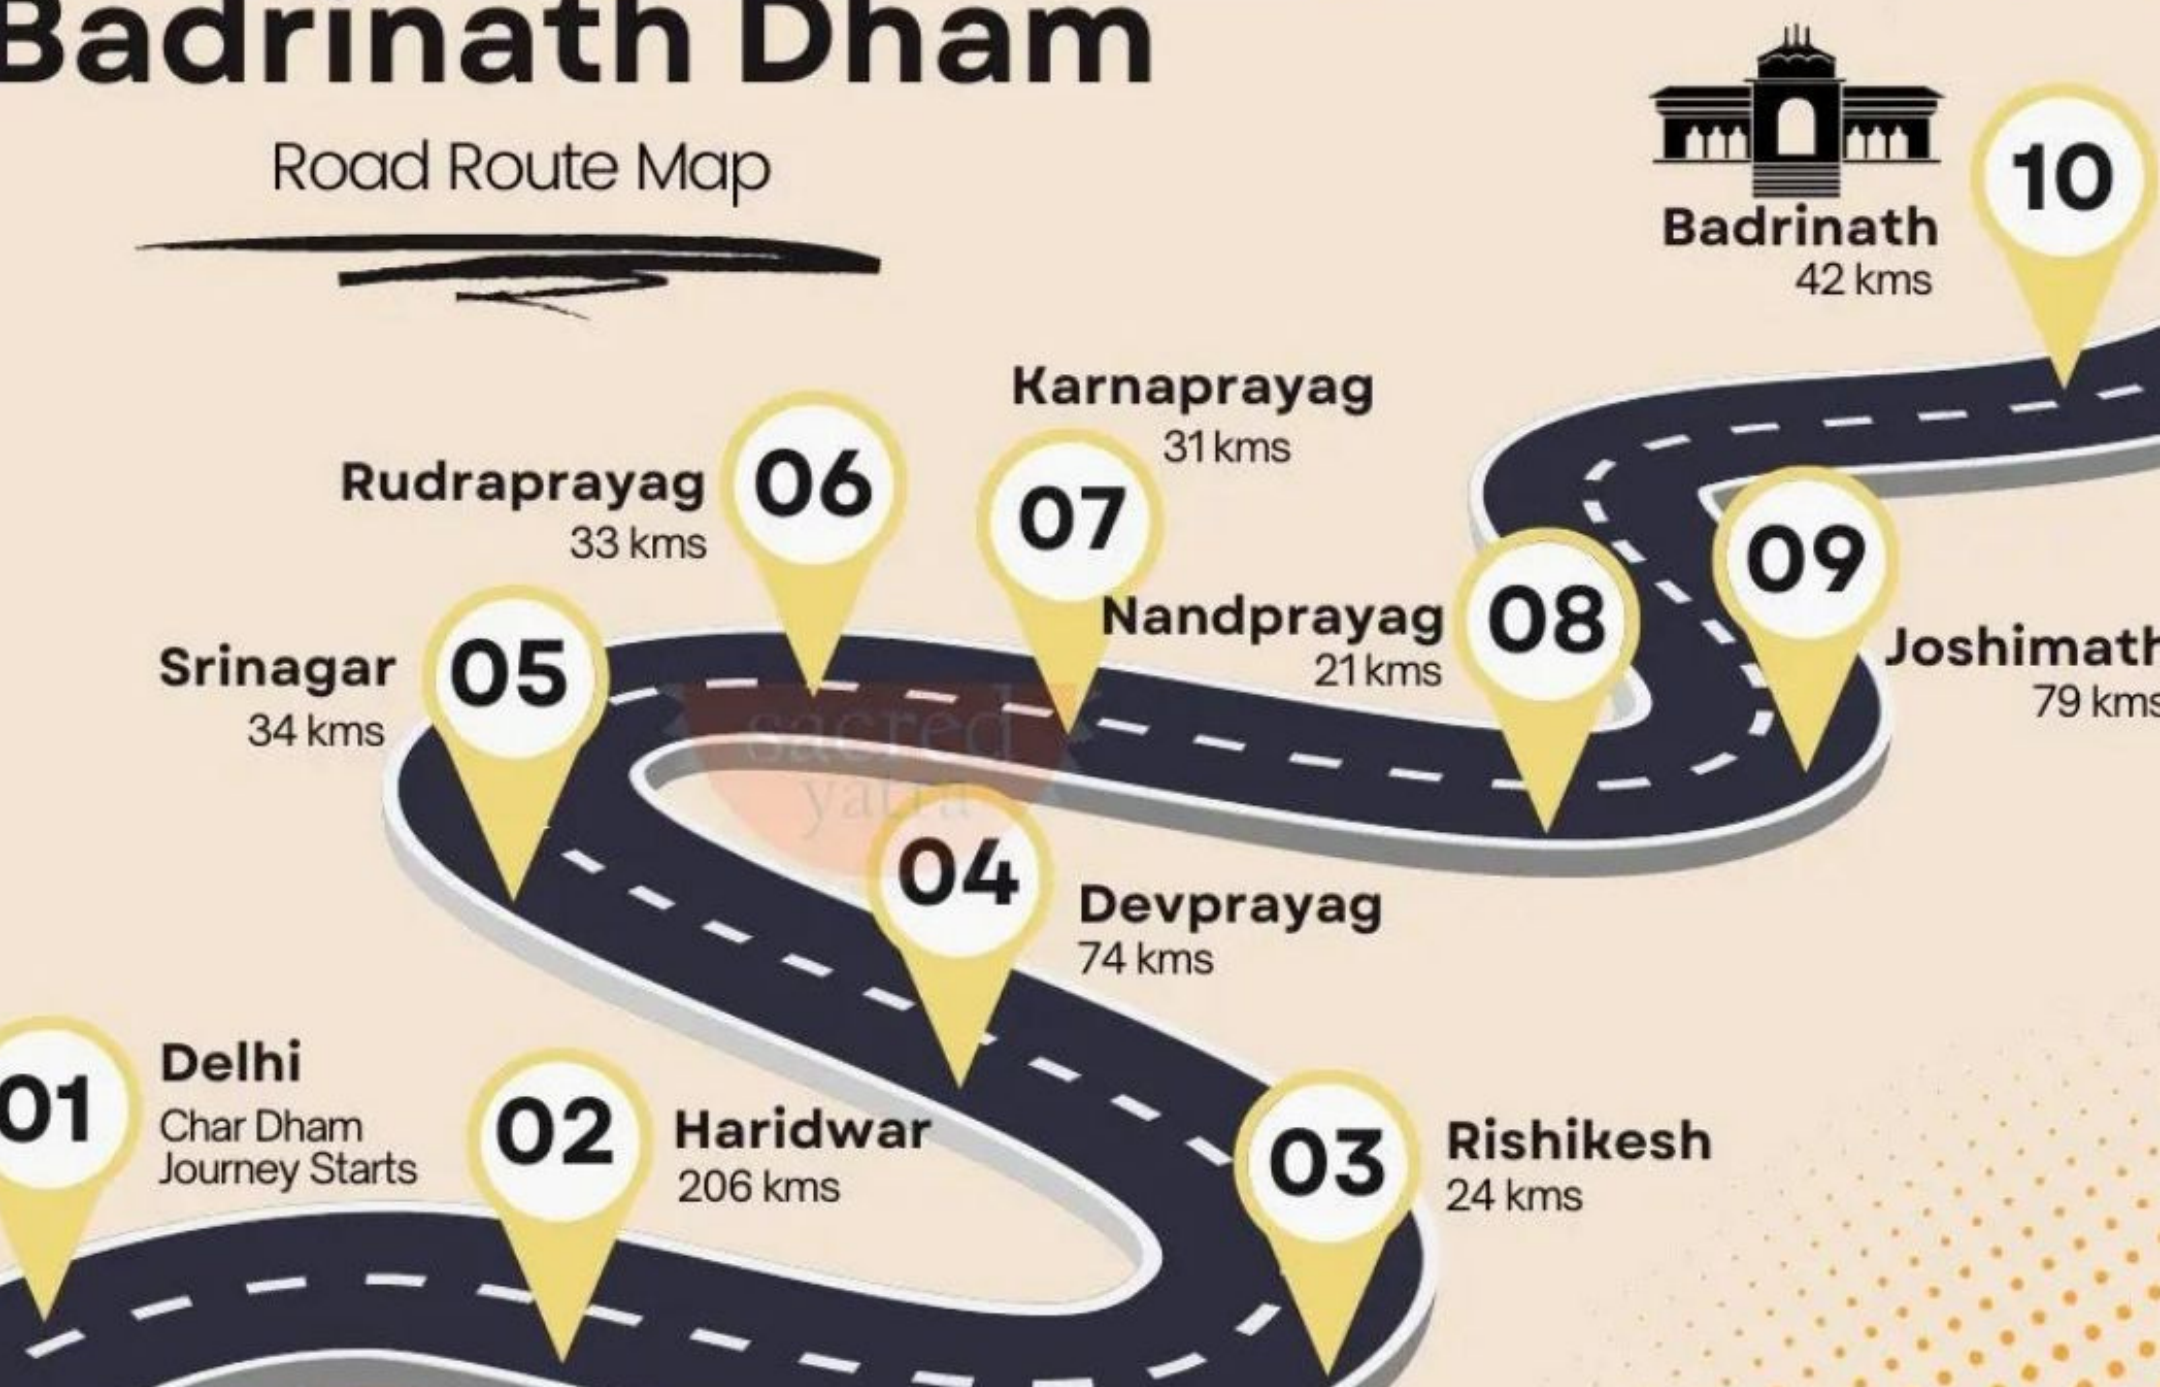 Badrinath Dham
Road Route Map
10
Badrinath
42 kms
Karnaprayag
31 kms
06
Rudraprayag
33 kms
07
09
08
Nandprayag
21 kms
Joshimath
79 kms
05
Srinagar
34 kms
sacred
yatra
04
Devprayag
74 kms
01
Delhi
Char Dham
Journey Starts
02
Haridwar
206 kms
03
Rishikesh
24 kms